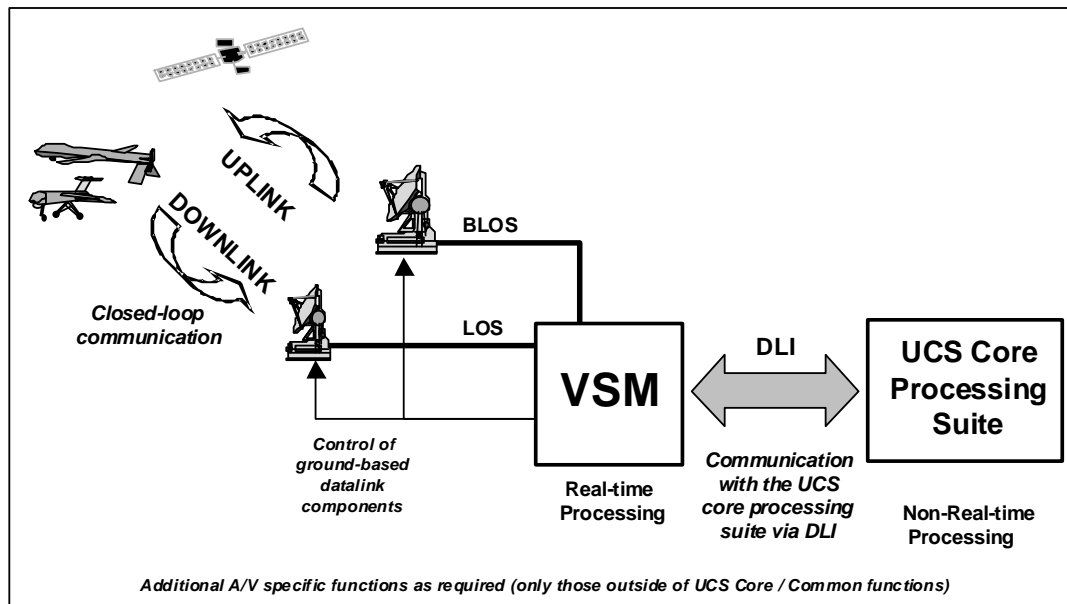 UPLINK
DOWNLINK
Closed-loop
communication
BLOS
LOS
VSM
Real-time
Processing
DLI
Communication
with the UCS
core processing
suite via DLI
UCS Core
Processing
Suite
Non-Real-time
Processing
Control of
ground-based
datalink
components
Additional A/V specific functions as required (only those outside of UCS Core / Common functions)